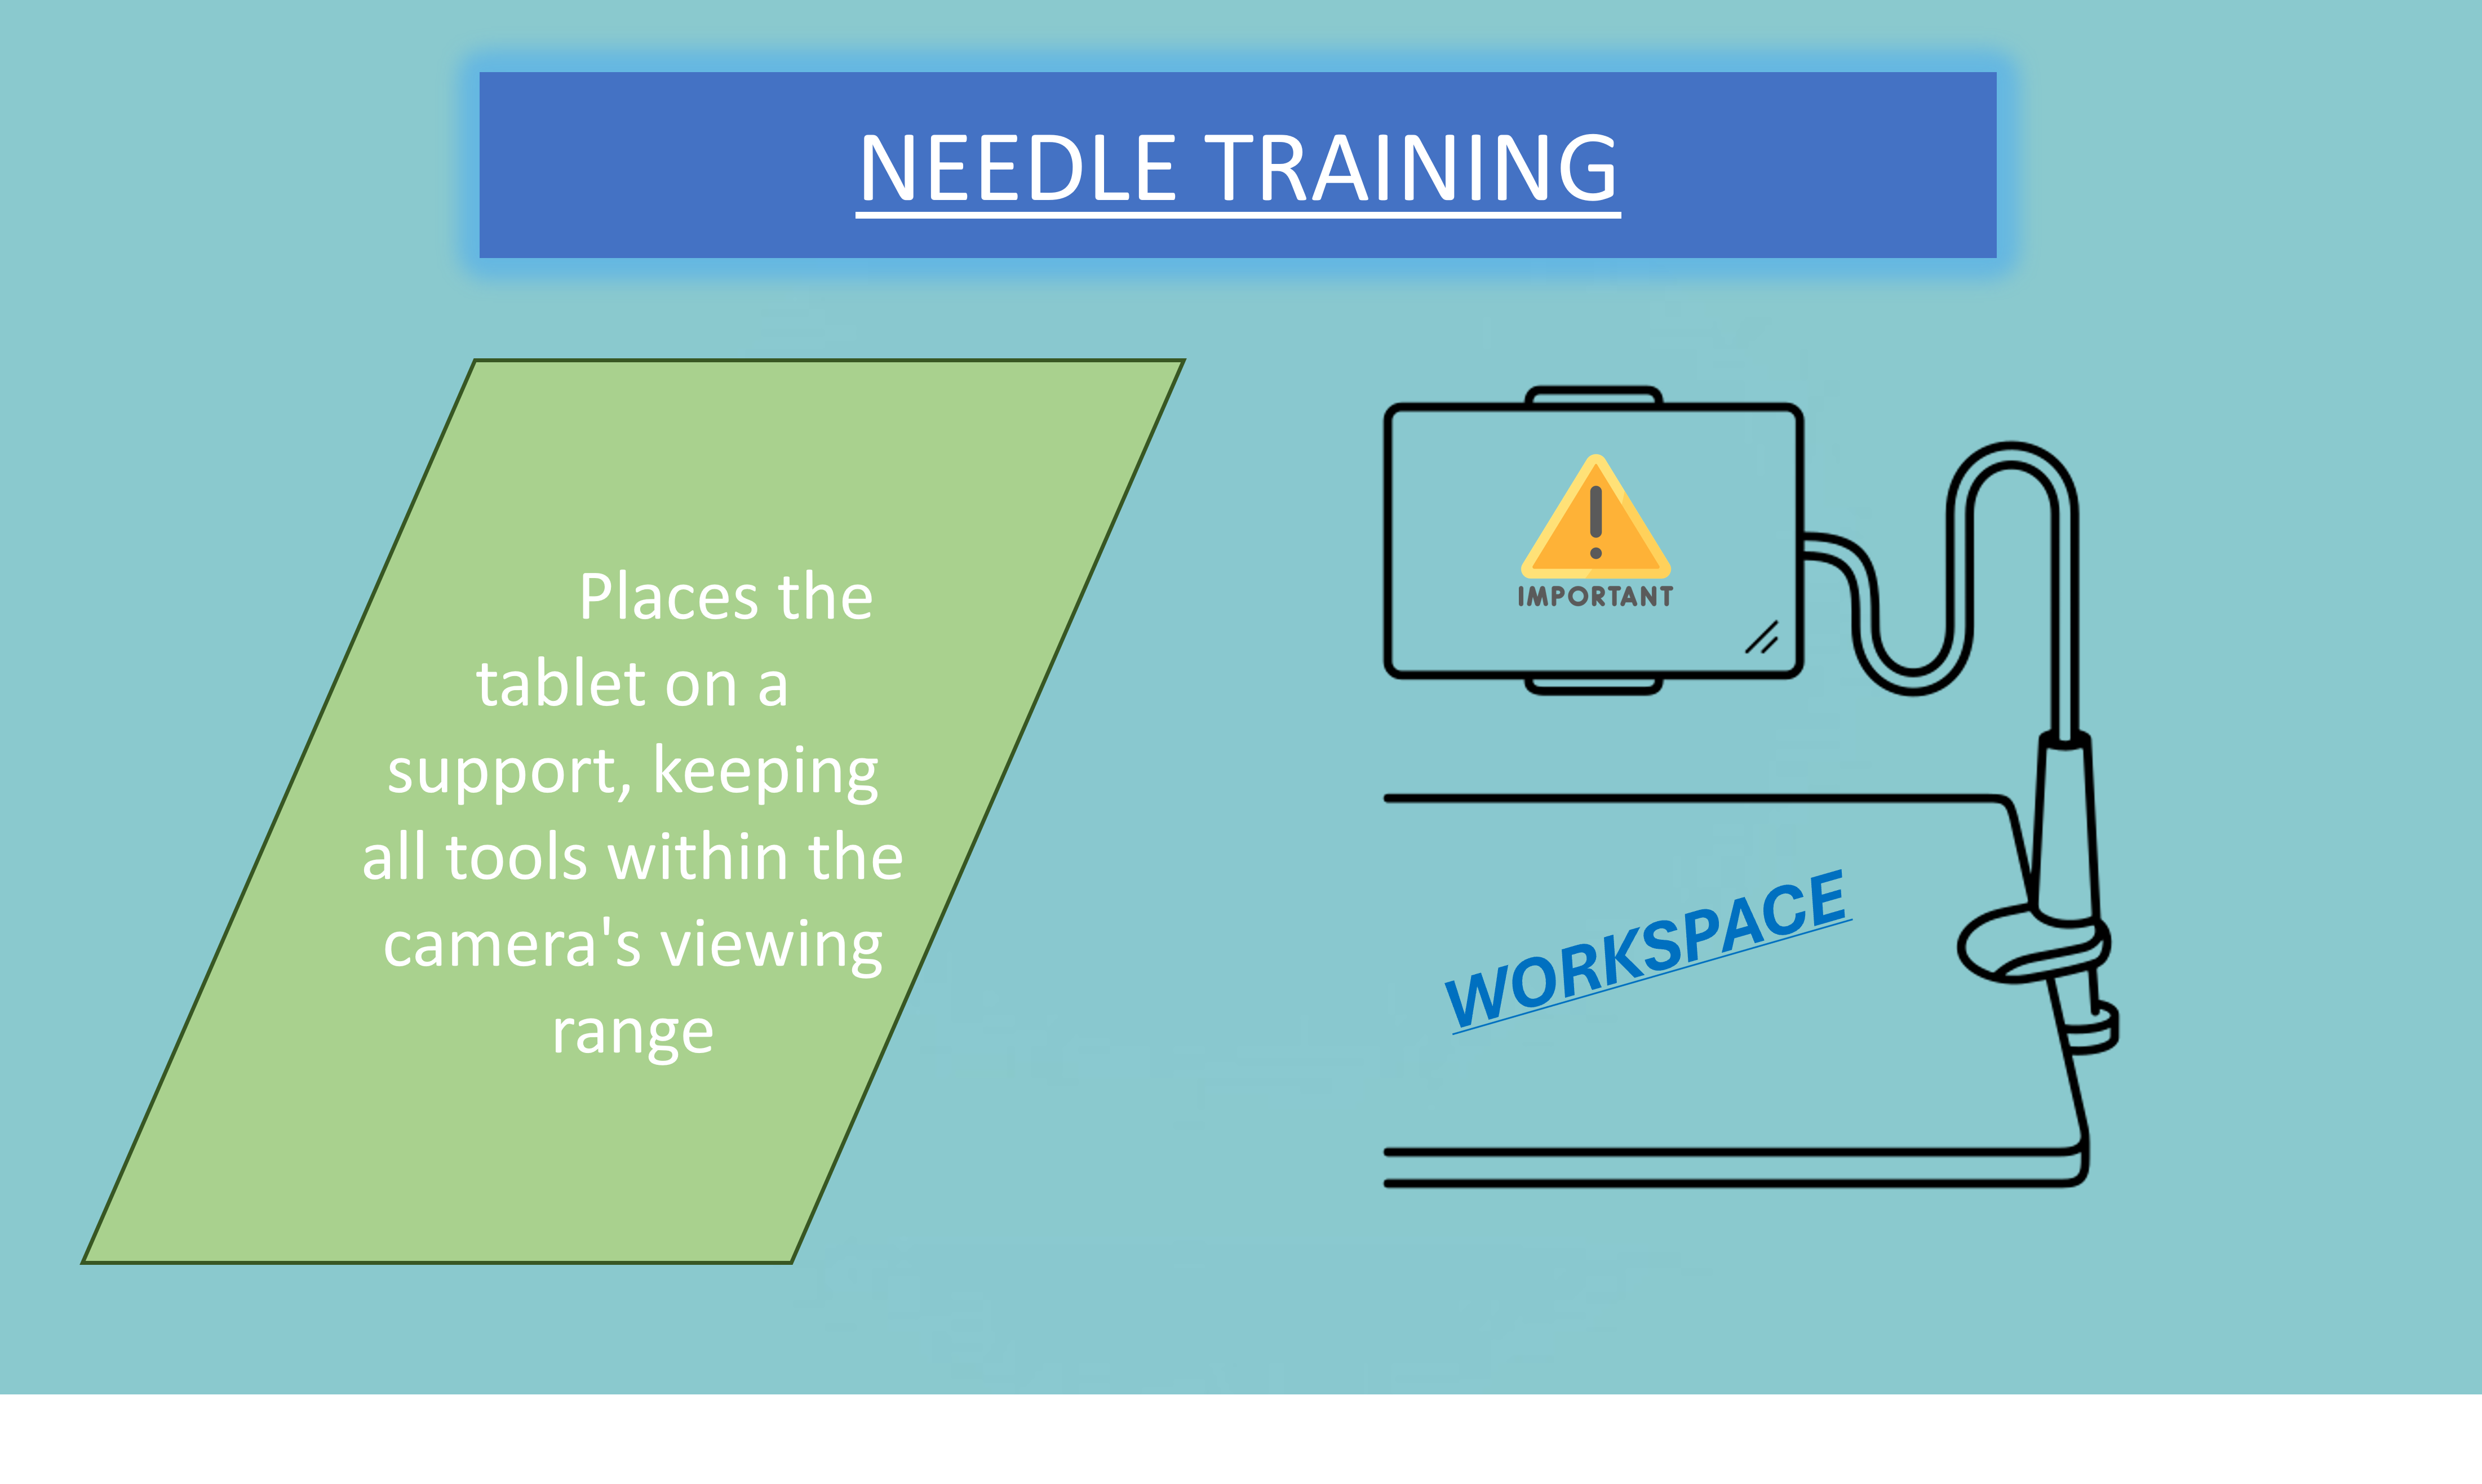 NEEDLE TRAINING
Places the
tablet on a
support, keeping
all tools within the
camera's viewing
range
IMPORTANT
WORKSPACE